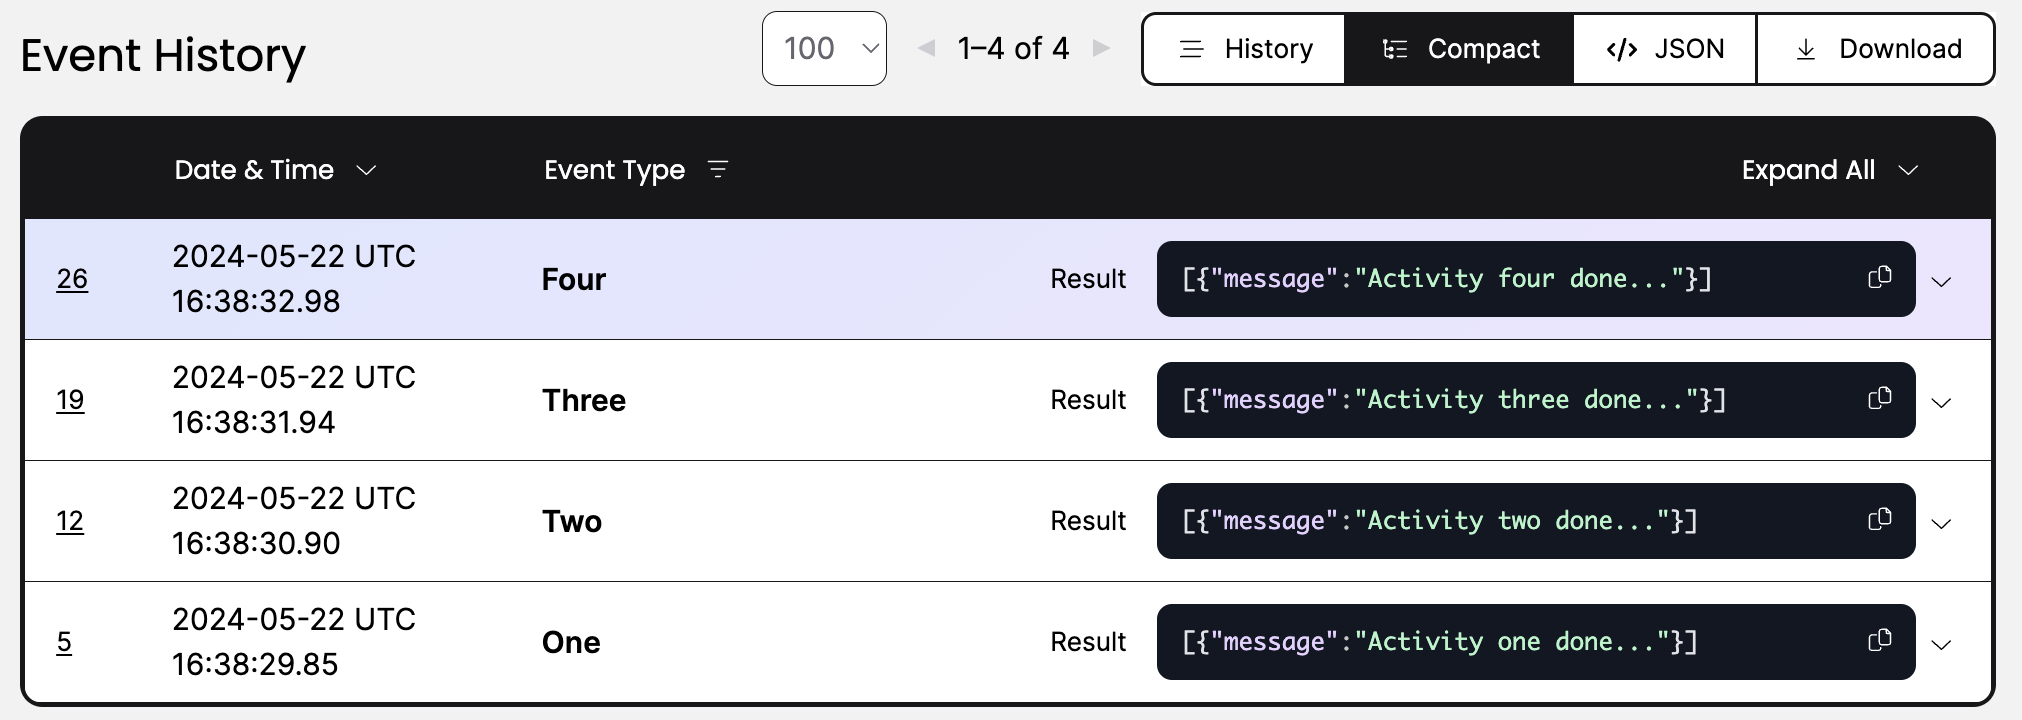 Event History
100
1–4 of 4
History
Compact
</> JSON
Download
Date & Time
Event Type
Expand All
26
2024-05-22 UTC
16:38:32.98
Four
Result
[{"message":"Activity four done..."}]
19
2024-05-22 UTC
16:38:31.94
Three
Result
[{"message":"Activity three done..."}]
12
2024-05-22 UTC
16:38:30.90
Two
Result
[{"message":"Activity two done..."}]
5
2024-05-22 UTC
16:38:29.85
One
Result
[{"message":"Activity one done..."}]